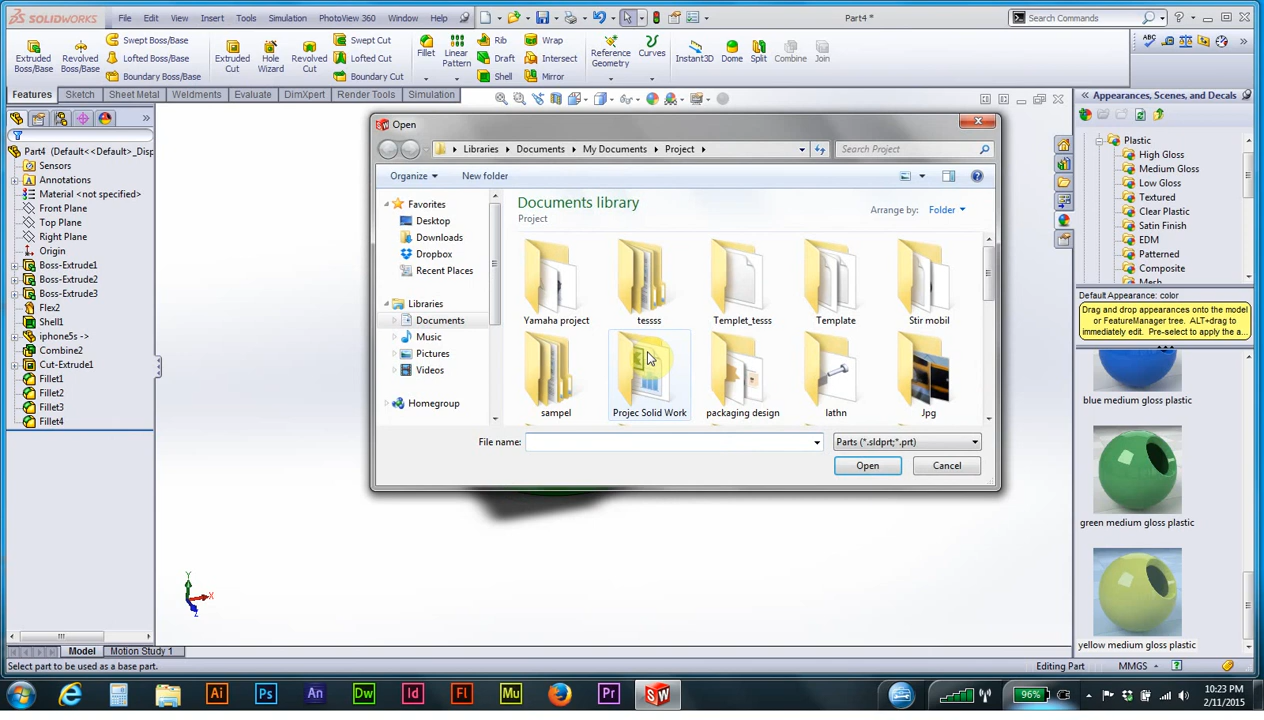 SOLIDWORKS File Edit View Insert Tools Simulation PhotoView 360 Window Help Part4 * Search Commands
Extruded Boss/Base
Revolved Boss/Base
Swept Boss/Base
Lofted Boss/Base
Boundary Boss/Base
Extruded Cut
Hole Wizard
Revolved Cut
Swept Cut
Lofted Cut
Boundary Cut
Fillet
Linear Pattern
Rib
Draft
Shell
Wrap
Intersect
Mirror
Reference Geometry
Curves
Instant3D
Dome
Split
Combine
Join
Features Sketch Sheet Metal Weldments Evaluate DimXpert Render Tools Simulation
Part4 (Default<<Default>_Disp
Sensors
Annotations
Material <not specified>
Front Plane
Top Plane
Right Plane
Origin
Boss-Extrude1
Boss-Extrude2
Boss-Extrude3
Flex2
Shell1
iphone5s ->
Combine2
Cut-Extrude1
Fillet1
Fillet2
Fillet3
Fillet4
Open
Libraries Documents My Documents Project Search Project
Organize New folder
Favorites
Desktop
Downloads
Dropbox
Recent Places
Libraries
Documents
Music
Pictures
Videos
Homegroup
Documents library
Project
Arrange by: Folder
Yamaha project
tessss
Templet_tesss
Template
Stir mobil
sampel
Projec Solid Work
packaging design
lathn
Jpg
File name: Parts (*.sldprt;*.prt)
Open Cancel
Appearances, Scenes, and Decals
Plastic
High Gloss
Medium Gloss
Low Gloss
Textured
Clear Plastic
Satin Finish
EDM
Patterned
Composite
Mesh
Default Appearance: color
Drag and drop appearances onto the model or FeatureManager tree. ALT+drag to immediately edit. Pre-select to apply the a...
blue medium gloss plastic
green medium gloss plastic
yellow medium gloss plastic
Y
X
Z
Model Motion Study 1
Select part to be used as a base part. Editing Part MMGS
Ai Ps An Dw Id Fl Mu Pr SW
96%
10:23 PM
2/11/2015